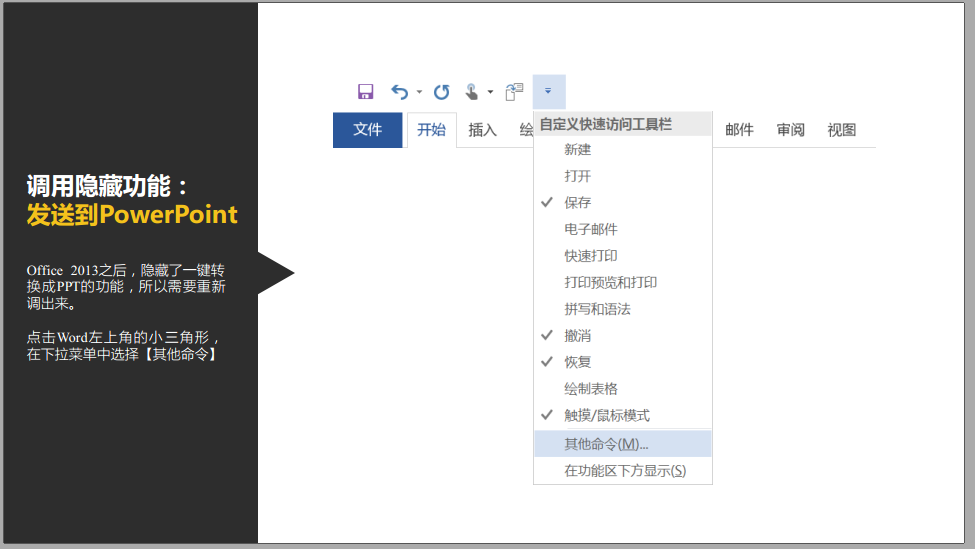 调用隐藏功能：
发送到PowerPoint
Office 2013之后，隐藏了一键转
换成PPT的功能，所以需要重新
调出来。
点击Word左上角的小三角形，
在下拉菜单中选择【其他命令】
文件 开始 插入 绘 邮件 审阅 视图
自定义快速访问工具栏
新建
打开
保存
电子邮件
快速打印
打印预览和打印
拼写和语法
撤消
恢复
绘制表格
触摸/鼠标模式
其他命令(M)...
在功能区下方显示(S)